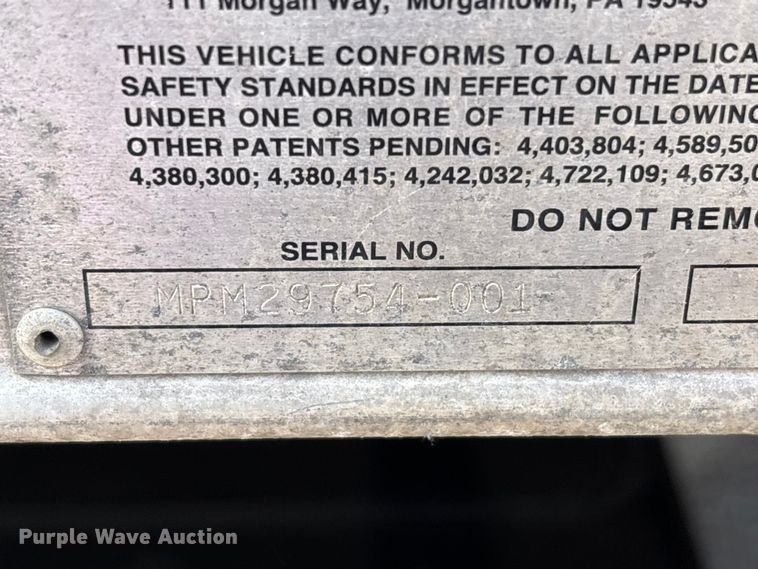 111 Morgan Way, Morgantown, PA 19543
THIS VEHICLE CONFORMS TO ALL APPLICA
SAFETY STANDARDS IN EFFECT ON THE DATE
UNDER ONE OR MORE OF THE FOLLOWING
OTHER PATENTS PENDING: 4,403,804; 4,589,50
4,380,300; 4,380,415; 4,242,032; 4,722,109; 4,673,0
DO NOT REMO
SERIAL NO.
MPM29754-001
Purple Wave Auction